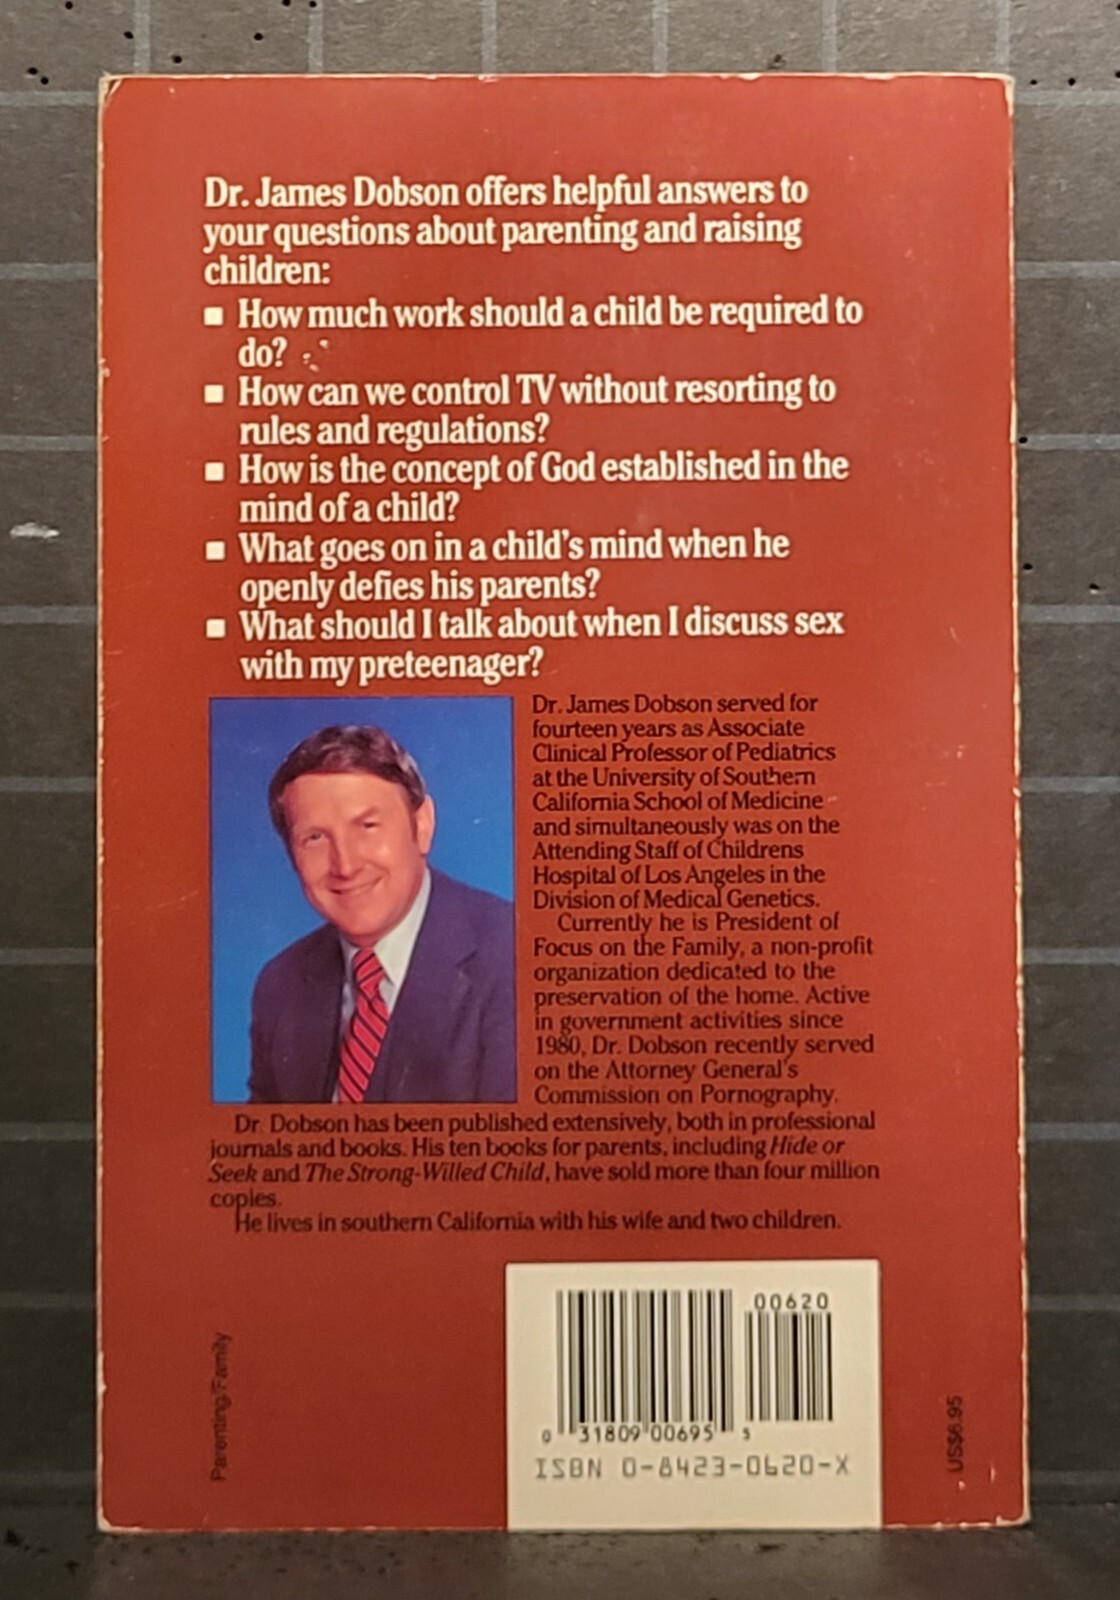 Dr. James Dobson offers helpful answers to
your questions about parenting and raising
children:
■ How much work should a child be required to
do?
■ How can we control TV without resorting to
rules and regulations?
■ How is the concept of God established in the
mind of a child?
■ What goes on in a child's mind when he
openly defies his parents?
■ What should I talk about when I discuss sex
with my preteenager?
Dr. James Dobson served for
fourteen years as Associate
Clinical Professor of Pediatrics
at the University of Southern
California School of Medicine
and simultaneously was on the
Attending Staff of Childrens
Hospital of Los Angeles in the
Division of Medical Genetics.
Currently he is President of
Focus on the Family, a non-profit
organization dedicated to the
preservation of the home. Active
in government activities since
1980, Dr. Dobson recently served
on the Attorney General's
Commission on Pornography.
Dr. Dobson has been published extensively, both in professional
journals and books. His ten books for parents, including Hide or
Seek and The Strong-Willed Child, have sold more than four million
copies.
He lives in southern California with his wife and two children.
Parenting/Family
00620
0 31809 00695 5
ISBN 0-8423-0620-X
US$6.95